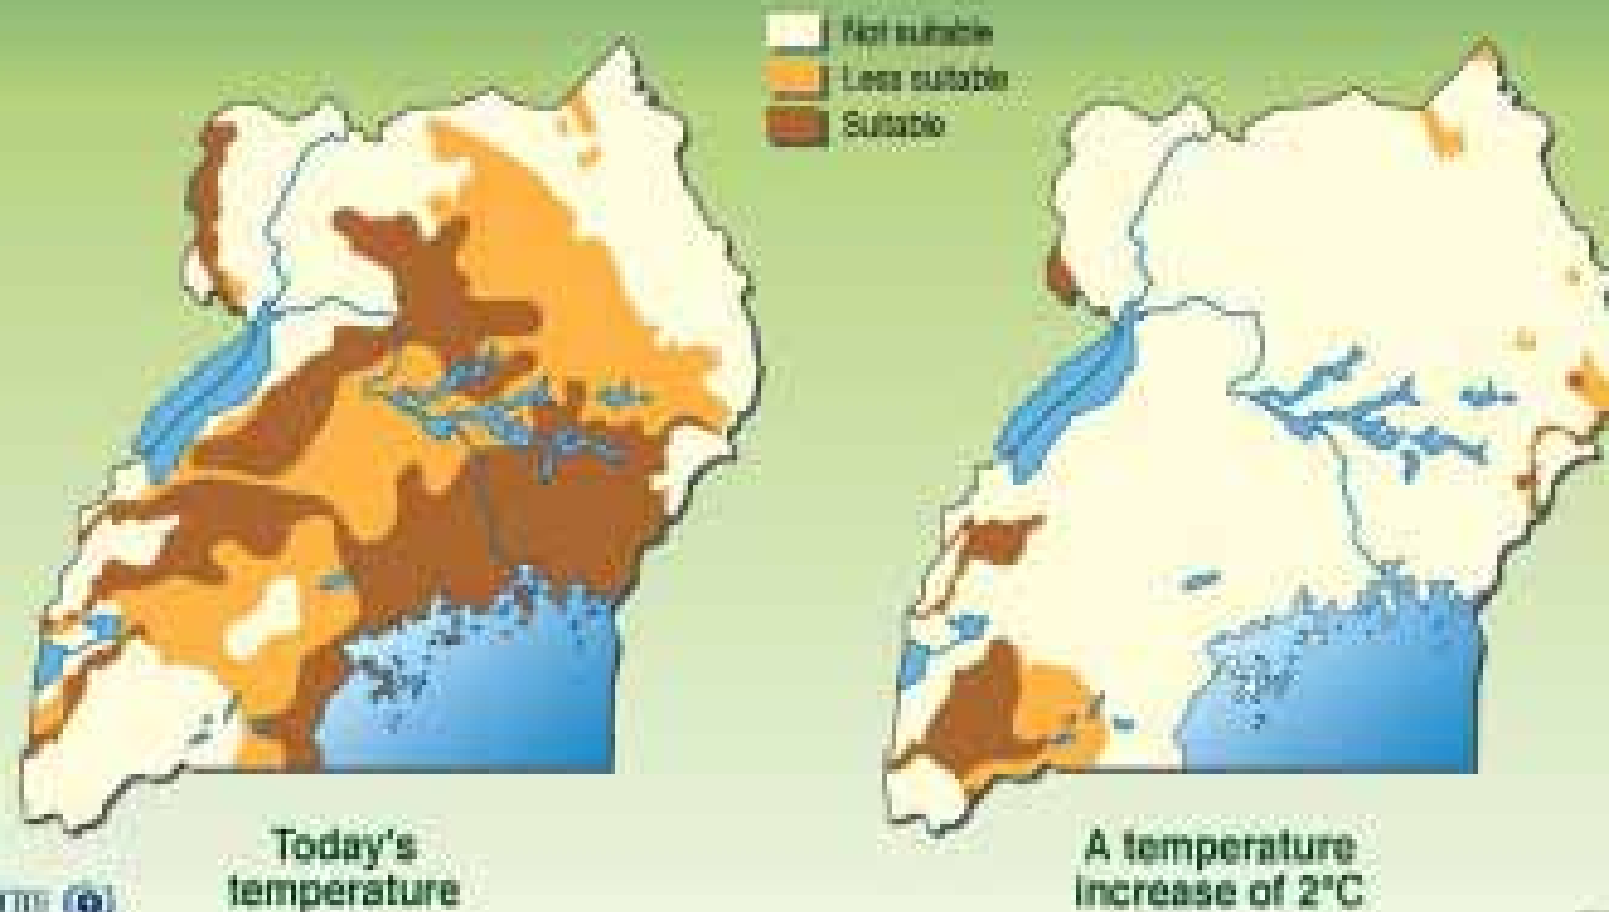 Not suitable
Less suitable
Suitable
Today's
temperature
A temperature
increase of 2°C